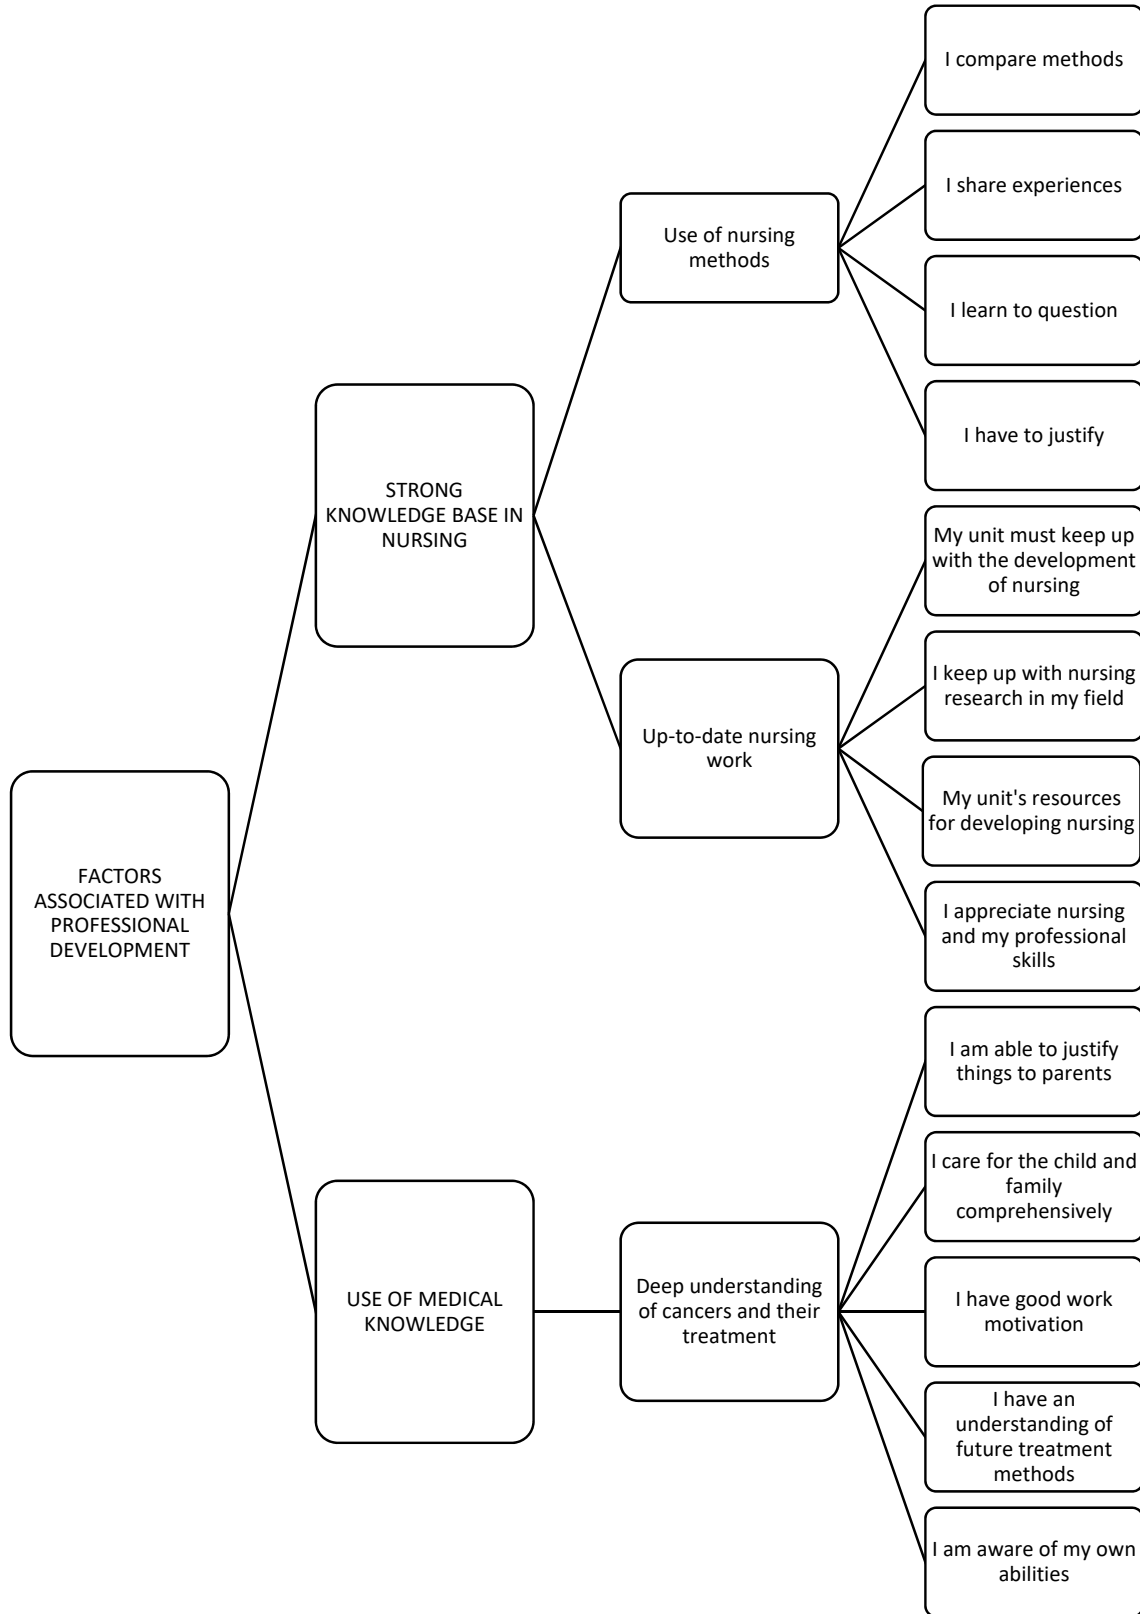 FACTORS
ASSOCIATED WITH
PROFESSIONAL
DEVELOPMENT
STRONG
KNOWLEDGE BASE IN
NURSING
Use of nursing
methods
I compare methods
I share experiences
I learn to question
I have to justify
Up-to-date nursing
work
My unit must keep up
with the development
of nursing
I keep up with nursing
research in my field
My unit's resources
for developing nursing
I appreciate nursing
and my professional
skills
USE OF MEDICAL
KNOWLEDGE
Deep understanding
of cancers and their
treatment
I am able to justify
things to parents
I care for the child and
family
comprehensively
I have good work
motivation
I have an
understanding of
future treatment
methods
I am aware of my own
abilities